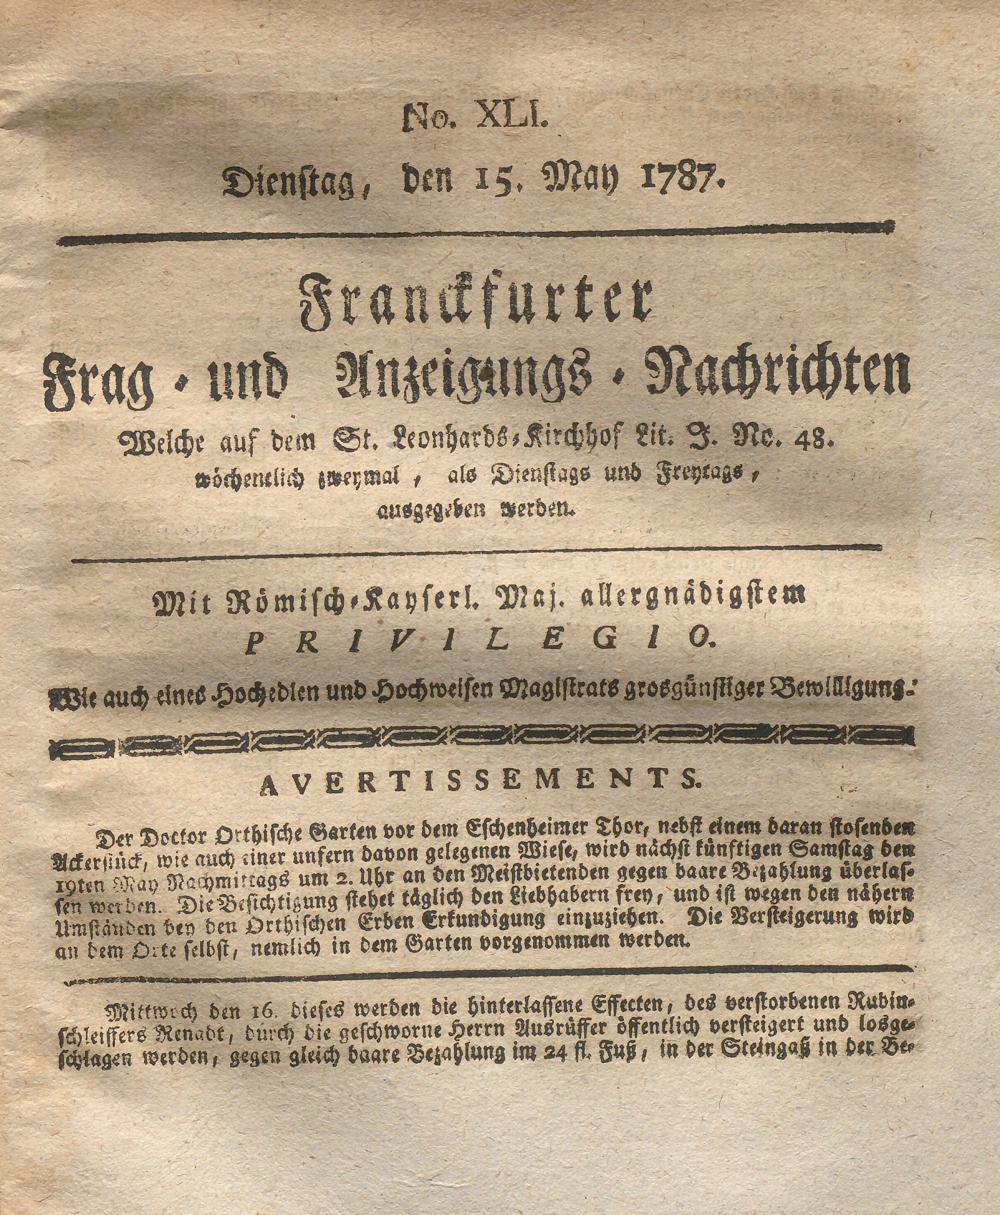 No. XLI.
Dienstag, den 15. May 1787.
Franckfurter
Frag- und Anzeigungs-Nachrichten
Welche auf dem St. Leonhards-Kirchhof Lit. J. No. 48.
wöchentlich zweymal, als Dienstags und Freytags,
ausgegeben werden.
Mit Römisch-Kayserl. Maj. allergnädigstem
PRIVILEGIO.
Wie auch eines Hochedlen und Hochweisen Magistrats grosgünstiger Bewilligung.
AVERTISSEMENTS.
Der Doctor Orthische Garten vor dem Eschenheimer Thor, nebst einem daran stosenden
Ackerstück, wie auch einer unfern davon gelegenen Wiese, wird nächst künftigen Samstag den
19ten May Nachmittags um 2. Uhr an den Meistbietenden gegen baare Bezahlung überlas-
sen werden. Die Besichtigung stehet täglich den Liebhabern frey, und ist wegen den nähern
Umständen bey den Orthischen Erben Erkundigung einzuziehen. Die Versteigerung wird
an dem Orte selbst, nemlich in dem Garten vorgenommen werden.
Mittwoch den 16. dieses werden die hinterlassene Effecten, des verstorbenen Rubin-
schleiffers Renadt, durch die geschworne Herrn Ausrüffer öffentlich versteigert und losge-
schlagen werden, gegen gleich baare Bezahlung im 24 fl. Fuß, in der Steingaß in der Be-